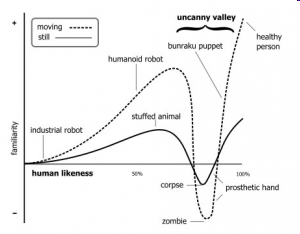 +
moving
still
uncanny valley
healthy
person
bunraku puppet
humanoid robot
stuffed animal
industrial robot
familiarity
human likeness
50%
100%
corpse
prosthetic hand
zombie
–